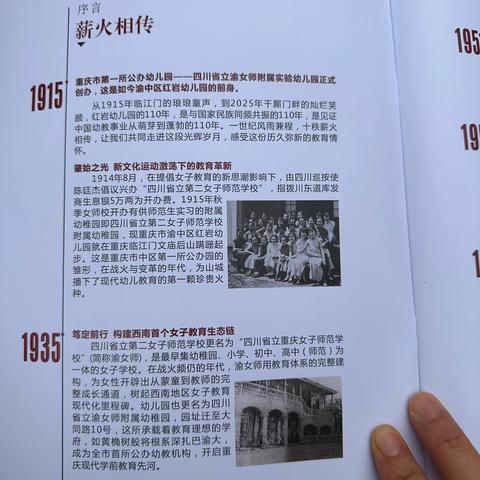 序言
薪火相传
1915
重庆市第一所公办幼儿园——四川省立渝女师附属实验幼儿园正式
创办，这是如今渝中区红岩幼儿园的前身。
从1915年临江门的琅琅童声，到2025年千厮门畔的灿烂笑
颜，红岩幼儿园的110年，是与国家民族同频共振的110年，是见证
中国幼教事业从萌芽到蓬勃的110年。一世纪风雨兼程，十秩薪火
相传，让我们共同走进这段光辉岁月，感受这份历久弥新的教育情
怀。
肇始之光 新文化运动激荡下的教育革新
1914年8月，在提倡女子教育的新思潮影响下，由四川巡按使
陈廷杰倡议兴办“四川省立第二女子师范学校”，指拨川东道库发
商生息银5万两为开办费。1915年秋
季女师校开办有供师范生实习的附属
幼稚园即四川省立第二女子师范学校
附属幼稚园，现重庆市渝中区红岩幼
儿园就在重庆临江门文庙后山蹒跚起
步。这是重庆市中区第一所公办园的
雏形，在战火与变革的年代，为山城
播下了现代幼儿教育的第一颗珍贵火
种。
1935
笃定前行 构建西南首个女子教育生态链
四川省立第二女子师范学校更名为“四川省立重庆女子师范学
校”(简称渝女师)，是最早集幼稚园、小学、初中、高中（师范）为
一体的女子学校。在战火频仍的年代，渝女师用教育体系的完整建
构，为女性开辟出从蒙童到教师的完
整成长通道，树起西南地区女子教育
现代化里程碑。幼儿园也更名为四川
省立渝女师附属幼稚园，园址迁至大
同路10号，这所承载着教育理想的学
府，如黄桷树般将根系深扎巴渝大，
成为全市首所公办幼教机构，开启重
庆现代学前教育先河。
195
19